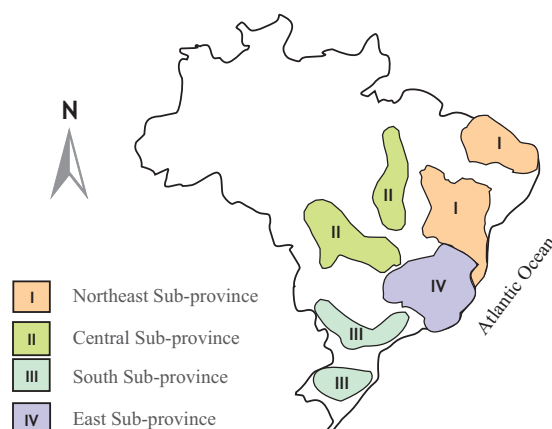 N
I
I
II
II
IV
III
III
Atlantic Ocean
I Northeast Sub-province
II Central Sub-province
III South Sub-province
IV East Sub-province